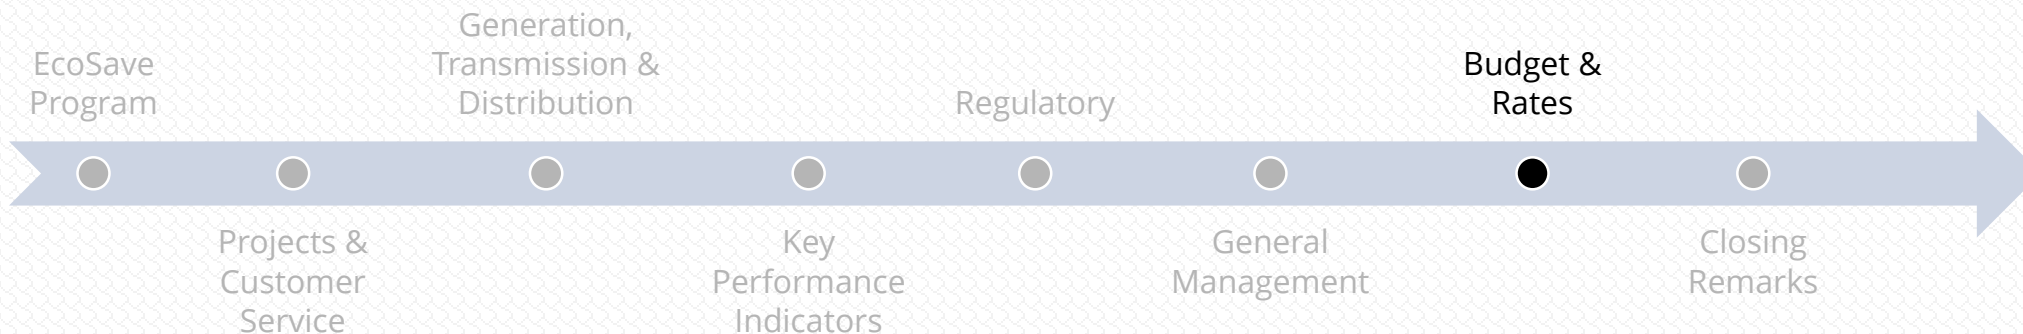 EcoSave
Program
Projects &
Customer
Service
Generation,
Transmission &
Distribution
Key
Performance
Indicators
Regulatory
General
Management
Budget &
Rates
Closing
Remarks